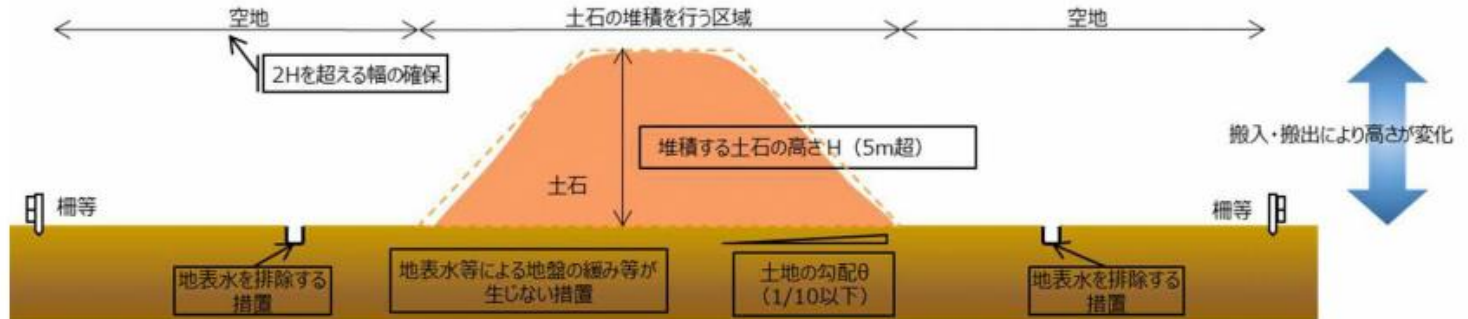 空地
土石の堆積を行う区域
空地
2Hを超える幅の確保
堆積する土石の高さH（5m超）
搬入・搬出により高さが変化
土石
柵等
柵等
地表水を排除する
措置
地表水等による地盤の緩み等が
生じない措置
土地の勾配θ
（1/10以下）
地表水を排除する
措置